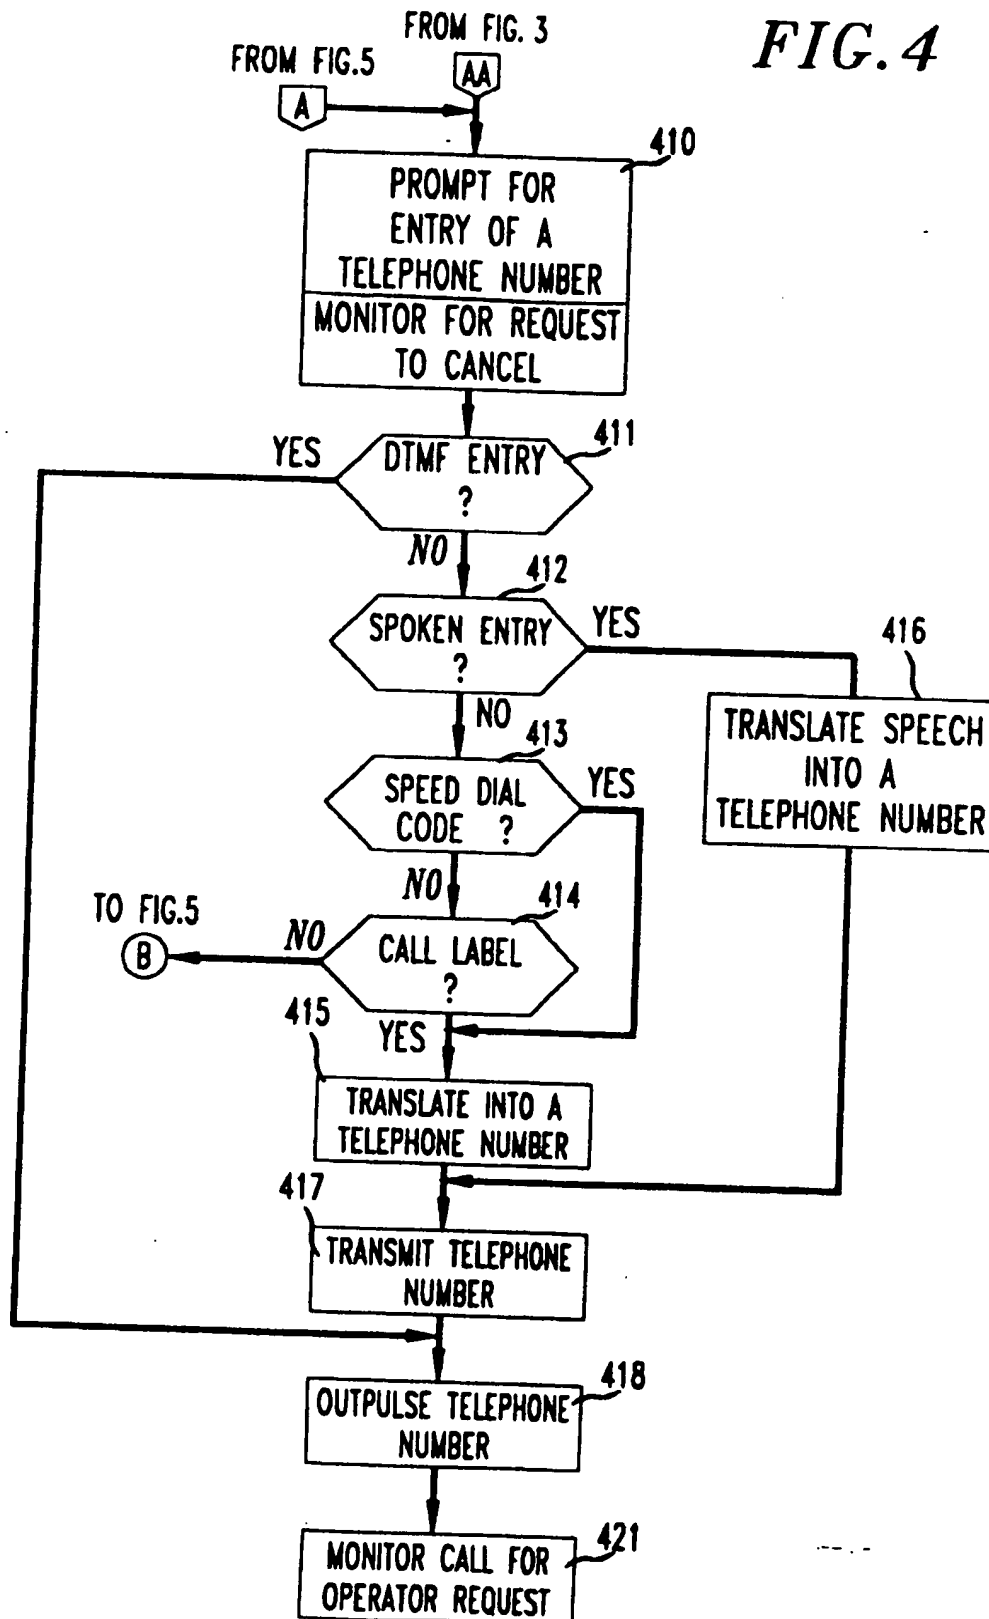 FIG. 4
FROM FIG. 3
FROM FIG.5
AA
A
410
PROMPT FOR
ENTRY OF A
TELEPHONE NUMBER
MONITOR FOR REQUEST
TO CANCEL
411
YES
DTMF ENTRY
?
NO
412
SPOKEN ENTRY
?
YES
416
TRANSLATE SPEECH
INTO A
TELEPHONE NUMBER
NO
413
SPEED DIAL
CODE ?
YES
NO
414
TO FIG.5
B
NO
CALL LABEL
?
415
YES
TRANSLATE INTO A
TELEPHONE NUMBER
417
TRANSMIT TELEPHONE
NUMBER
418
OUTPULSE TELEPHONE
NUMBER
421
MONITOR CALL FOR
OPERATOR REQUEST